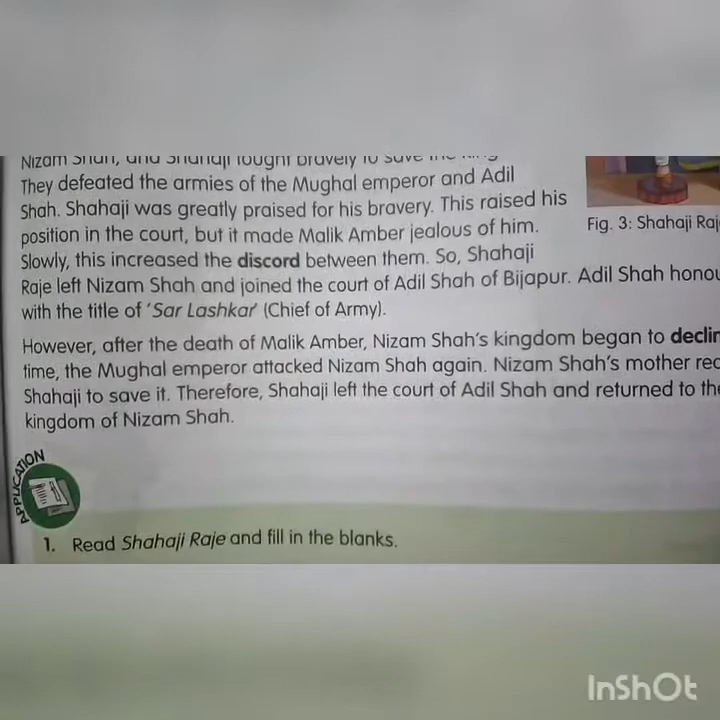 Nizam Shah, and Shahaji fought bravely to save the king
They defeated the armies of the Mughal emperor and Adil
Shah. Shahaji was greatly praised for his bravery. This raised his
position in the court, but it made Malik Amber jealous of him.
Slowly, this increased the discord between them. So, Shahaji
Raje left Nizam Shah and joined the court of Adil Shah of Bijapur. Adil Shah honou
with the title of ‘Sar Lashkar’ (Chief of Army).
Fig. 3: Shahaji Raj
However, after the death of Malik Amber, Nizam Shah’s kingdom began to declin
time, the Mughal emperor attacked Nizam Shah again. Nizam Shah’s mother req
Shahaji to save it. Therefore, Shahaji left the court of Adil Shah and returned to the
kingdom of Nizam Shah.
APPLICATION
1. Read Shahaji Raje and fill in the blanks.
InShOt